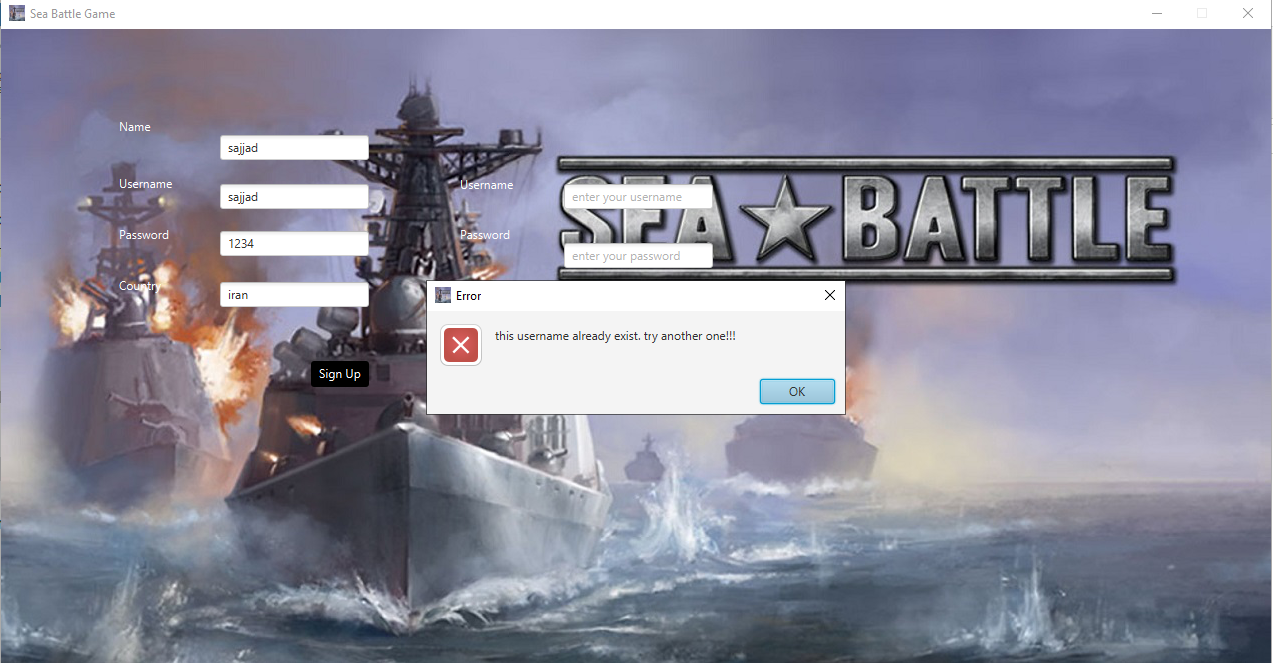 Sea Battle Game
Name
sajjad
Username
sajjad
Password
1234
Country
iran
Sign Up
Username
enter your username
Password
enter your password
SEA BATTLE
Error
this username already exist. try another one!!!
OK